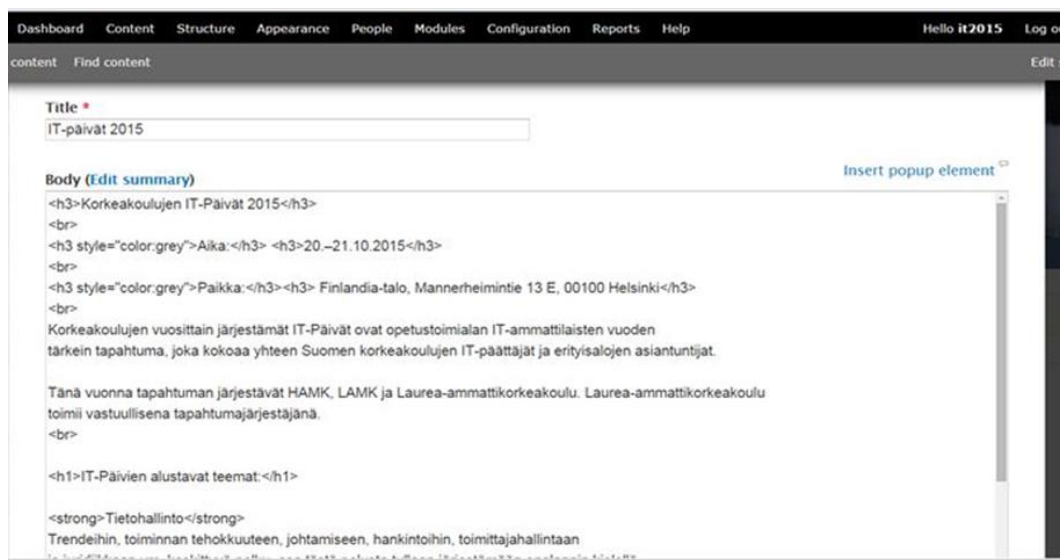 Dashboard Content Structure Appearance People Modules Configuration Reports Help Hello it2015 Log
content Find content Edit
Title *
IT-päivät 2015
Body (Edit summary) Insert popup element
<h3>Korkeakoulujen IT-Päivät 2015</h3>
<br>
<h3 style="color:grey">Aika:</h3> <h3>20.–21.10.2015</h3>
<br>
<h3 style="color:grey">Paikka:</h3><h3> Finlandia-talo, Mannerheimintie 13 E, 00100 Helsinki</h3>
<br>
Korkeakoulujen vuosittain järjestämät IT-Päivät ovat opetustoimialan IT-ammattilaisten vuoden
tärkein tapahtuma, joka kokoaa yhteen Suomen korkeakoulujen IT-päättäjät ja erityisalojen asiantuntijat.
Tänä vuonna tapahtuman järjestävät HAMK, LAMK ja Laurea-ammattikorkeakoulu. Laurea-ammattikorkeakoulu
toimii vastuullisena tapahtumajärjestäjänä.
<br>
<h1>IT-Päivien alustavat teemat:</h1>
<strong>Tietohallinto</strong>
Trendeihin, toiminnan tehokkuuteen, johtamiseen, hankintoihin, toimittajahallintaan